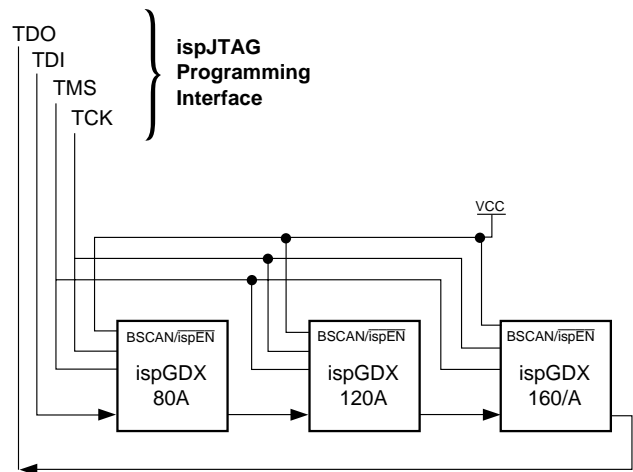 TDO
TDI
TMS
TCK
ispJTAG
Programming
Interface
VCC
BSCAN/ispEN
ispGDX
80A
BSCAN/ispEN
ispGDX
120A
BSCAN/ispEN
ispGDX
160/A